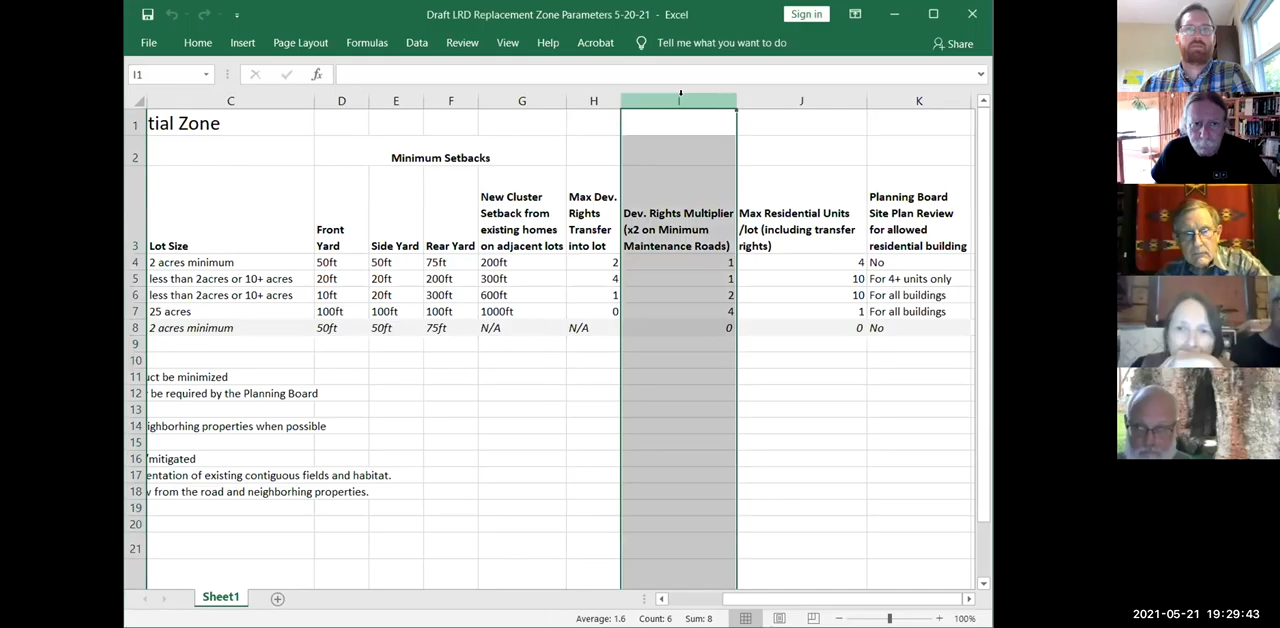 Draft LRD Replacement Zone Parameters 5-20-21 - Excel
Sign in
File Home Insert Page Layout Formulas Data Review View Help Acrobat Tell me what you want to do Share
I1 fx
C D E F G H I J K
1 tial Zone
2 Minimum Setbacks
3 Lot Size Front Yard Side Yard Rear Yard New Cluster Setback from existing homes on adjacent lots Max Dev. Rights Transfer into lot Dev. Rights Multiplier (x2 on Minimum Maintenance Roads) Max Residential Units /lot (including transfer rights) Planning Board Site Plan Review for allowed residential building
4 2 acres minimum 50ft 50ft 75ft 200ft 2 1 4 No
5 less than 2acres or 10+ acres 20ft 20ft 200ft 300ft 4 1 10 For 4+ units only
6 less than 2acres or 10+ acres 10ft 20ft 300ft 600ft 1 2 10 For all buildings
7 25 acres 100ft 100ft 100ft 1000ft 0 4 1 For all buildings
8 2 acres minimum 50ft 50ft 75ft N/A N/A 0 0 No
9
10
11 uct be minimized
12 be required by the Planning Board
13
14 ighborhing properties when possible
15
16 /mitigated
17 entation of existing contiguous fields and habitat.
18 v from the road and neighborhing properties.
19
20
21
Sheet1
Average: 1.6 Count: 6 Sum: 8 100%
2021-05-21 19:29:43